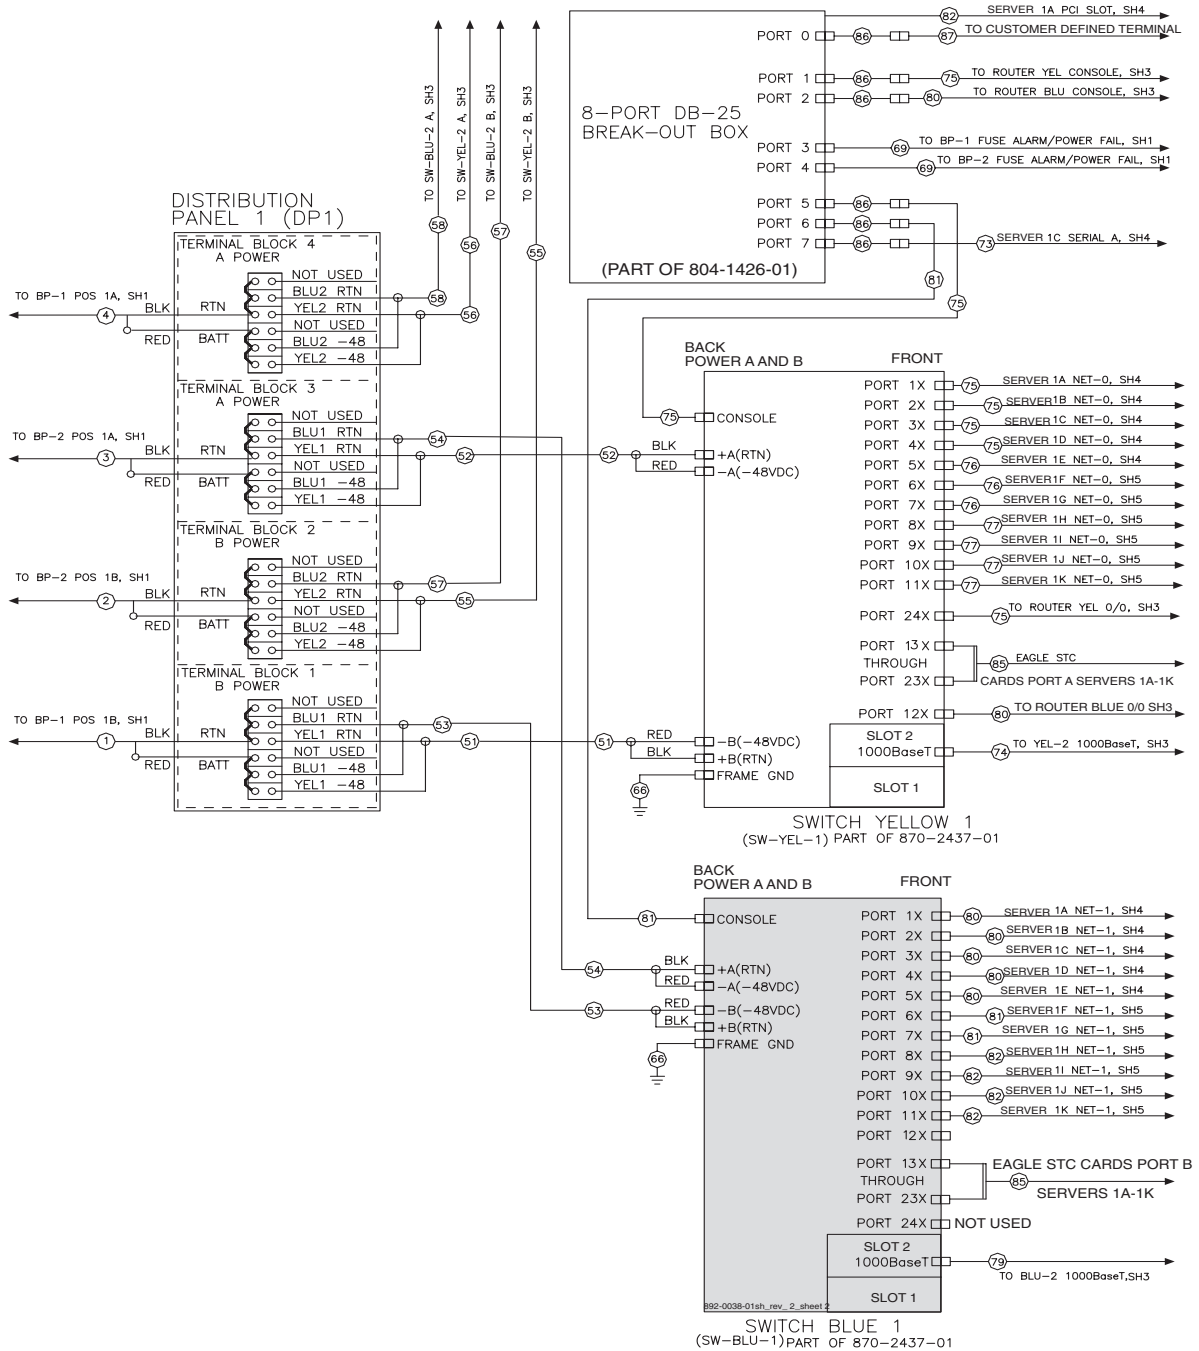 TO SW-BLU-2 A, SH3
TO SW-YEL-2 A, SH3
TO SW-BLU-2 B, SH3
TO SW-YEL-2 B, SH3
58
56
57
55
8-PORT DB-25
BREAK-OUT BOX
(PART OF 804-1426-01)
82 SERVER 1A PCI SLOT, SH4
PORT 0 86 87 TO CUSTOMER DEFINED TERMINAL
PORT 1 86 75 TO ROUTER YEL CONSOLE, SH3
PORT 2 86 80 TO ROUTER BLU CONSOLE, SH3
PORT 3 69 TO BP-1 FUSE ALARM/POWER FAIL, SH1
PORT 4 69 TO BP-2 FUSE ALARM/POWER FAIL, SH1
PORT 5 86
PORT 6 86
PORT 7 86 73 SERVER 1C SERIAL A, SH4
81
75
DISTRIBUTION
PANEL 1 (DP1)
TERMINAL BLOCK 4
A POWER
NOT USED
BLU2 RTN 58
TO BP-1 POS 1A, SH1
4 BLK RTN YEL2 RTN 56
NOT USED
RED BATT BLU2 -48
YEL2 -48
TERMINAL BLOCK 3
A POWER
NOT USED
BLU1 RTN 54
TO BP-2 POS 1A, SH1
3 BLK RTN YEL1 RTN 52 52
NOT USED
RED BATT BLU1 -48
YEL1 -48
TERMINAL BLOCK 2
B POWER
NOT USED
BLU2 RTN 57
TO BP-2 POS 1B, SH1
2 BLK RTN YEL2 RTN 55
NOT USED
RED BATT BLU2 -48
YEL2 -48
TERMINAL BLOCK 1
B POWER
NOT USED
BLU1 RTN 53
TO BP-1 POS 1B, SH1
1 BLK RTN YEL1 RTN 51 51
NOT USED
RED BATT BLU1 -48
YEL1 -48
BACK
POWER A AND B
FRONT
75 CONSOLE
BLK +A(RTN)
RED -A(-48VDC)
RED -B(-48VDC)
BLK +B(RTN)
66 FRAME GND
PORT 1X 75 SERVER 1A NET-0, SH4
PORT 2X 75 SERVER1B NET-0, SH4
PORT 3X 75 SERVER 1C NET-0, SH4
PORT 4X 75 SERVER 1D NET-0, SH4
PORT 5X 76 SERVER 1E NET-0, SH4
PORT 6X 76 SERVER1F NET-0, SH5
PORT 7X 76 SERVER 1G NET-0, SH5
PORT 8X 77 SERVER 1H NET-0, SH5
PORT 9X 77 SERVER 1I NET-0, SH5
PORT 10X 77 SERVER 1J NET-0, SH5
PORT 11X 77 SERVER 1K NET-0, SH5
PORT 24X 75 TO ROUTER YEL 0/0, SH3
PORT 13X
THROUGH 85 EAGLE STC
PORT 23X CARDS PORT A SERVERS 1A-1K
PORT 12X 80 TO ROUTER BLUE 0/0 SH3
SLOT 2
1000BaseT 74 TO YEL-2 1000BaseT, SH3
SLOT 1
SWITCH YELLOW 1
(SW-YEL-1) PART OF 870-2437-01
BACK
POWER A AND B
FRONT
81 CONSOLE
54 BLK +A(RTN)
RED -A(-48VDC)
53 RED -B(-48VDC)
BLK +B(RTN)
66 FRAME GND
PORT 1X 80 SERVER 1A NET-1, SH4
PORT 2X 80 SERVER 1B NET-1, SH4
PORT 3X 80 SERVER 1C NET-1, SH4
PORT 4X 80 SERVER 1D NET-1, SH4
PORT 5X 80 SERVER 1E NET-1, SH4
PORT 6X 81 SERVER1F NET-1, SH5
PORT 7X 81 SERVER 1G NET-1, SH5
PORT 8X 82 SERVER 1H NET-1, SH5
PORT 9X 82 SERVER 1I NET-1, SH5
PORT 10X 82 SERVER 1J NET-1, SH5
PORT 11X 82 SERVER 1K NET-1, SH5
PORT 12X
PORT 13X EAGLE STC CARDS PORT B
THROUGH 85
PORT 23X SERVERS 1A-1K
PORT 24X NOT USED
SLOT 2
1000BaseT 79
TO BLU-2 1000BaseT,SH3
SLOT 1
892-0038-01sh_rev_ 2_sheet 2
SWITCH BLUE 1
(SW-BLU-1) PART OF 870-2437-01